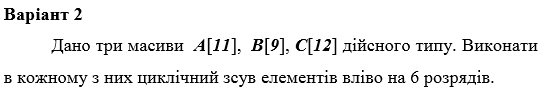 Варіант 2
Дано три масиви A[11], B[9], C[12] дійсного типу. Виконати
в кожному з них циклічний зсув елементів вліво на 6 розрядів.